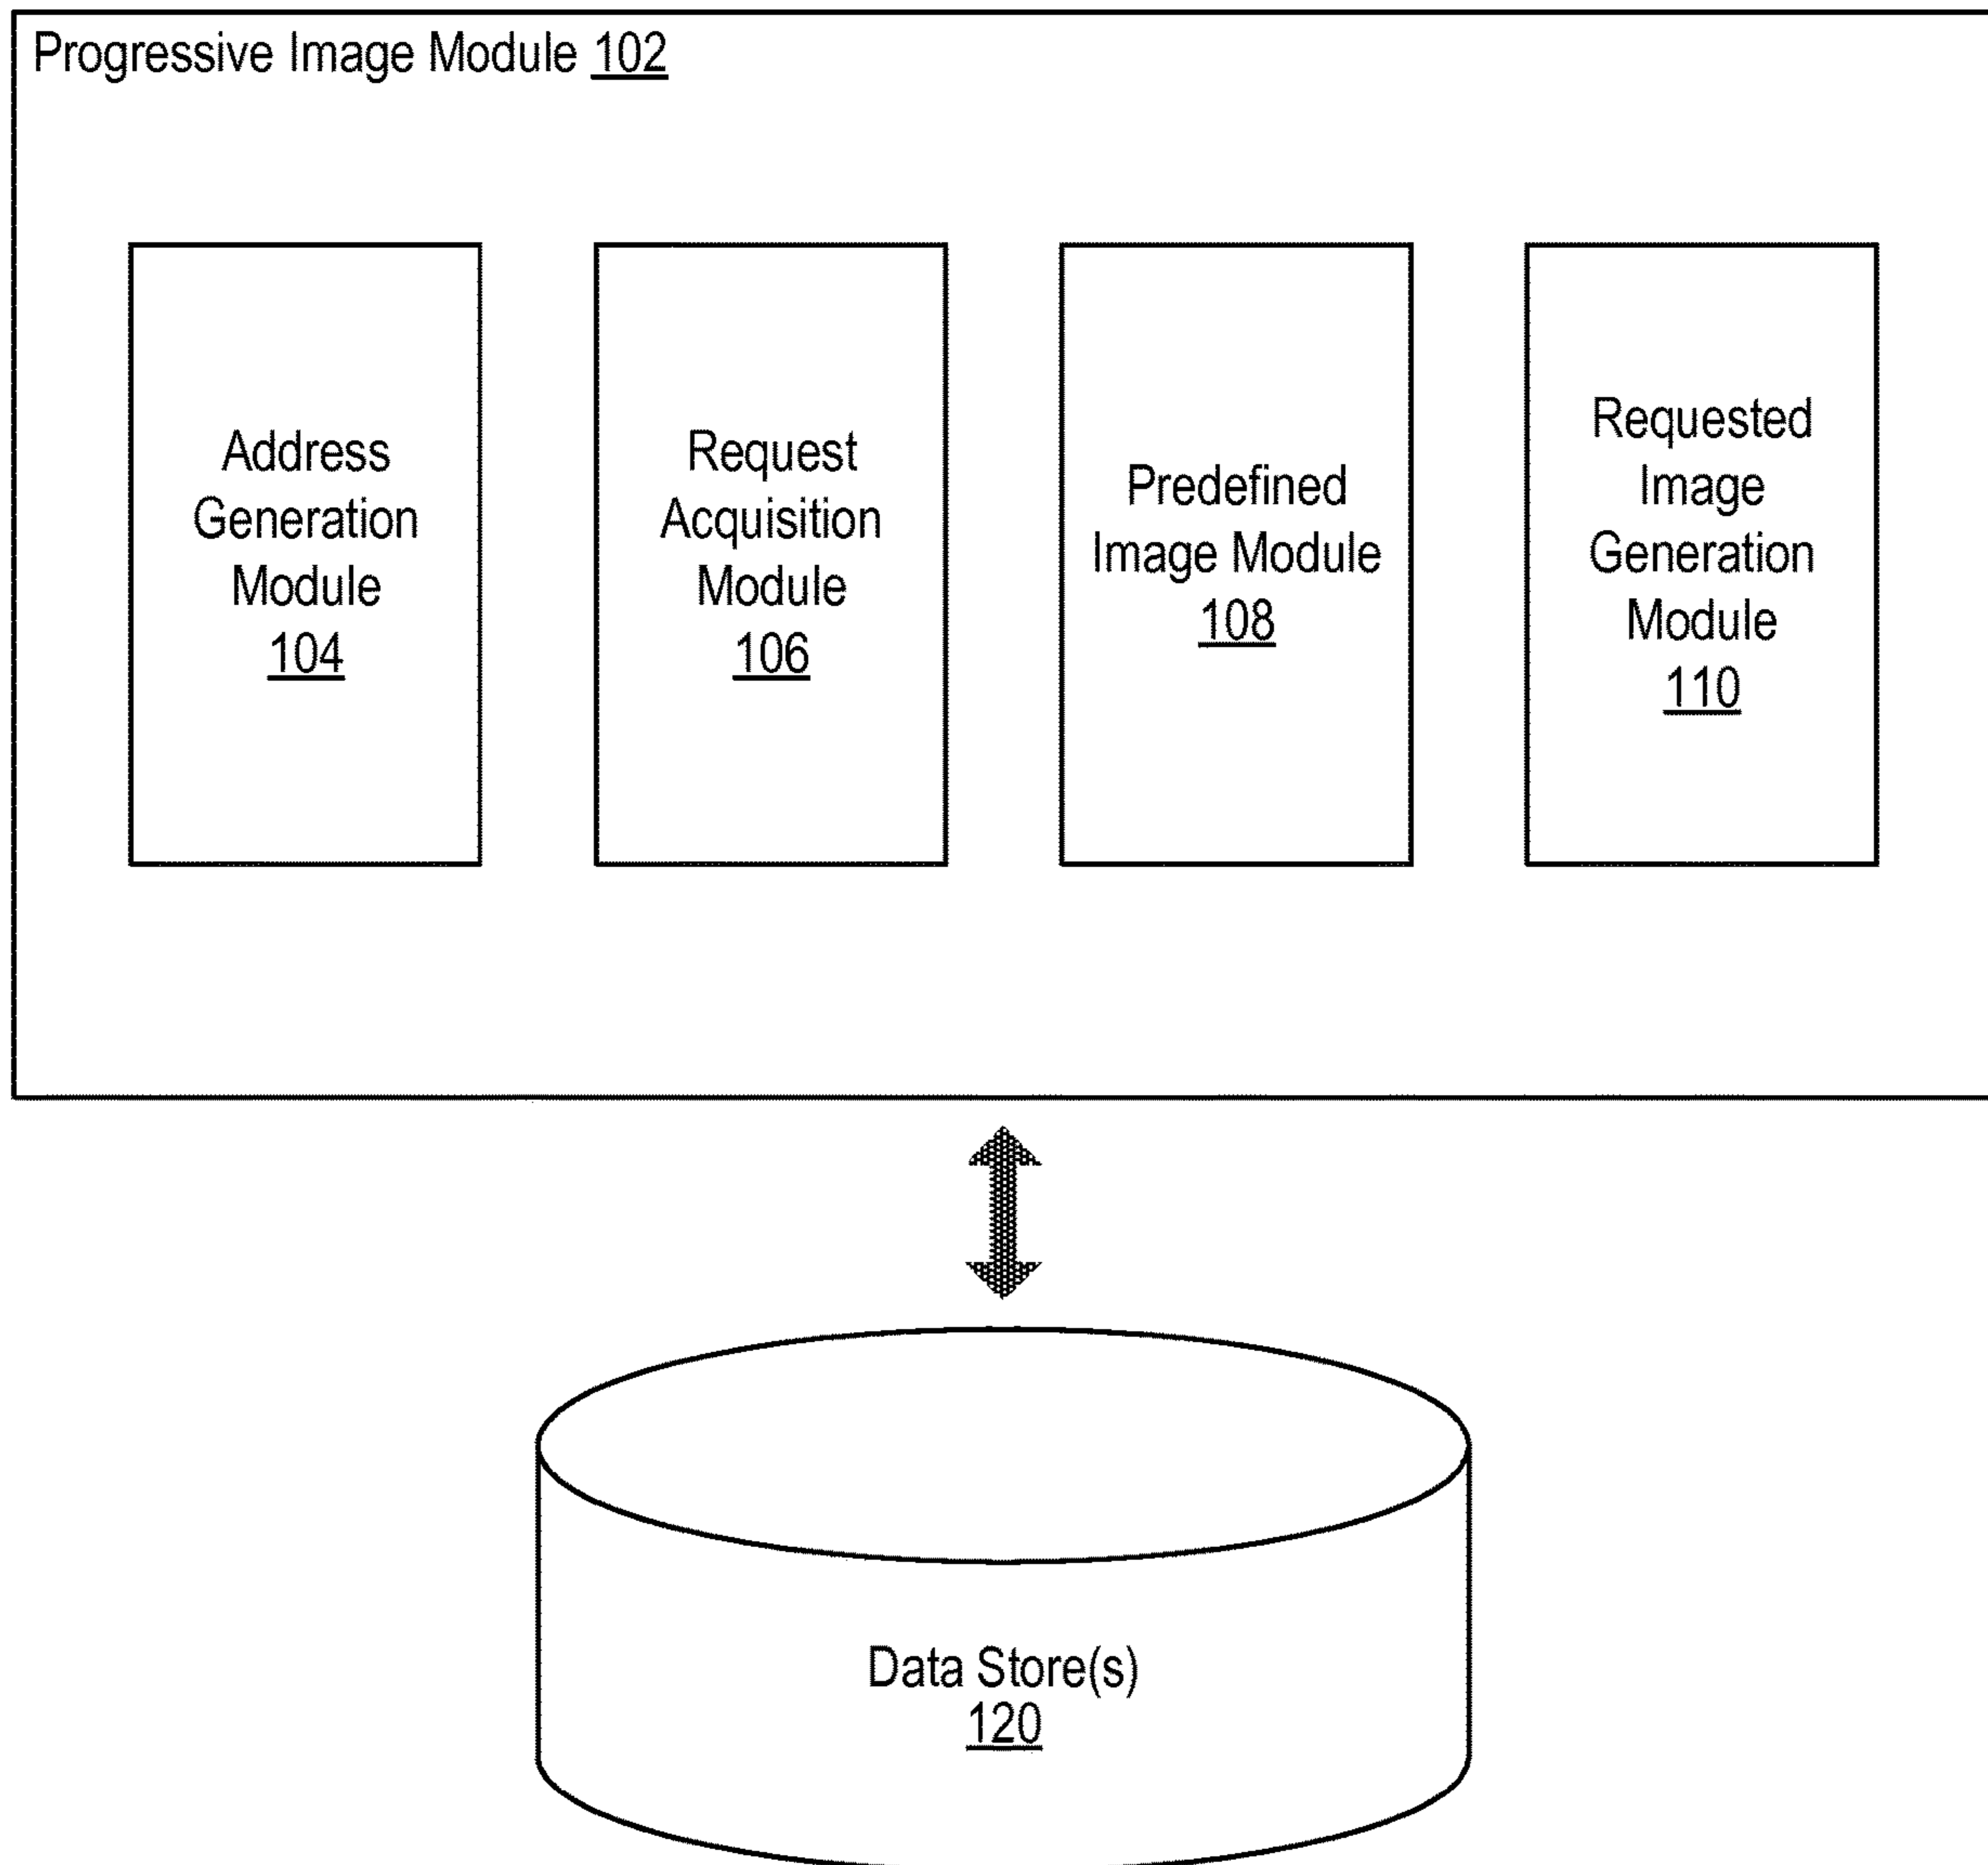 Progressive Image Module 102
Address
Generation
Module
104
Request
Acquisition
Module
106
Predefined
Image Module
108
Requested
Image
Generation
Module
110
Data Store(s)
120